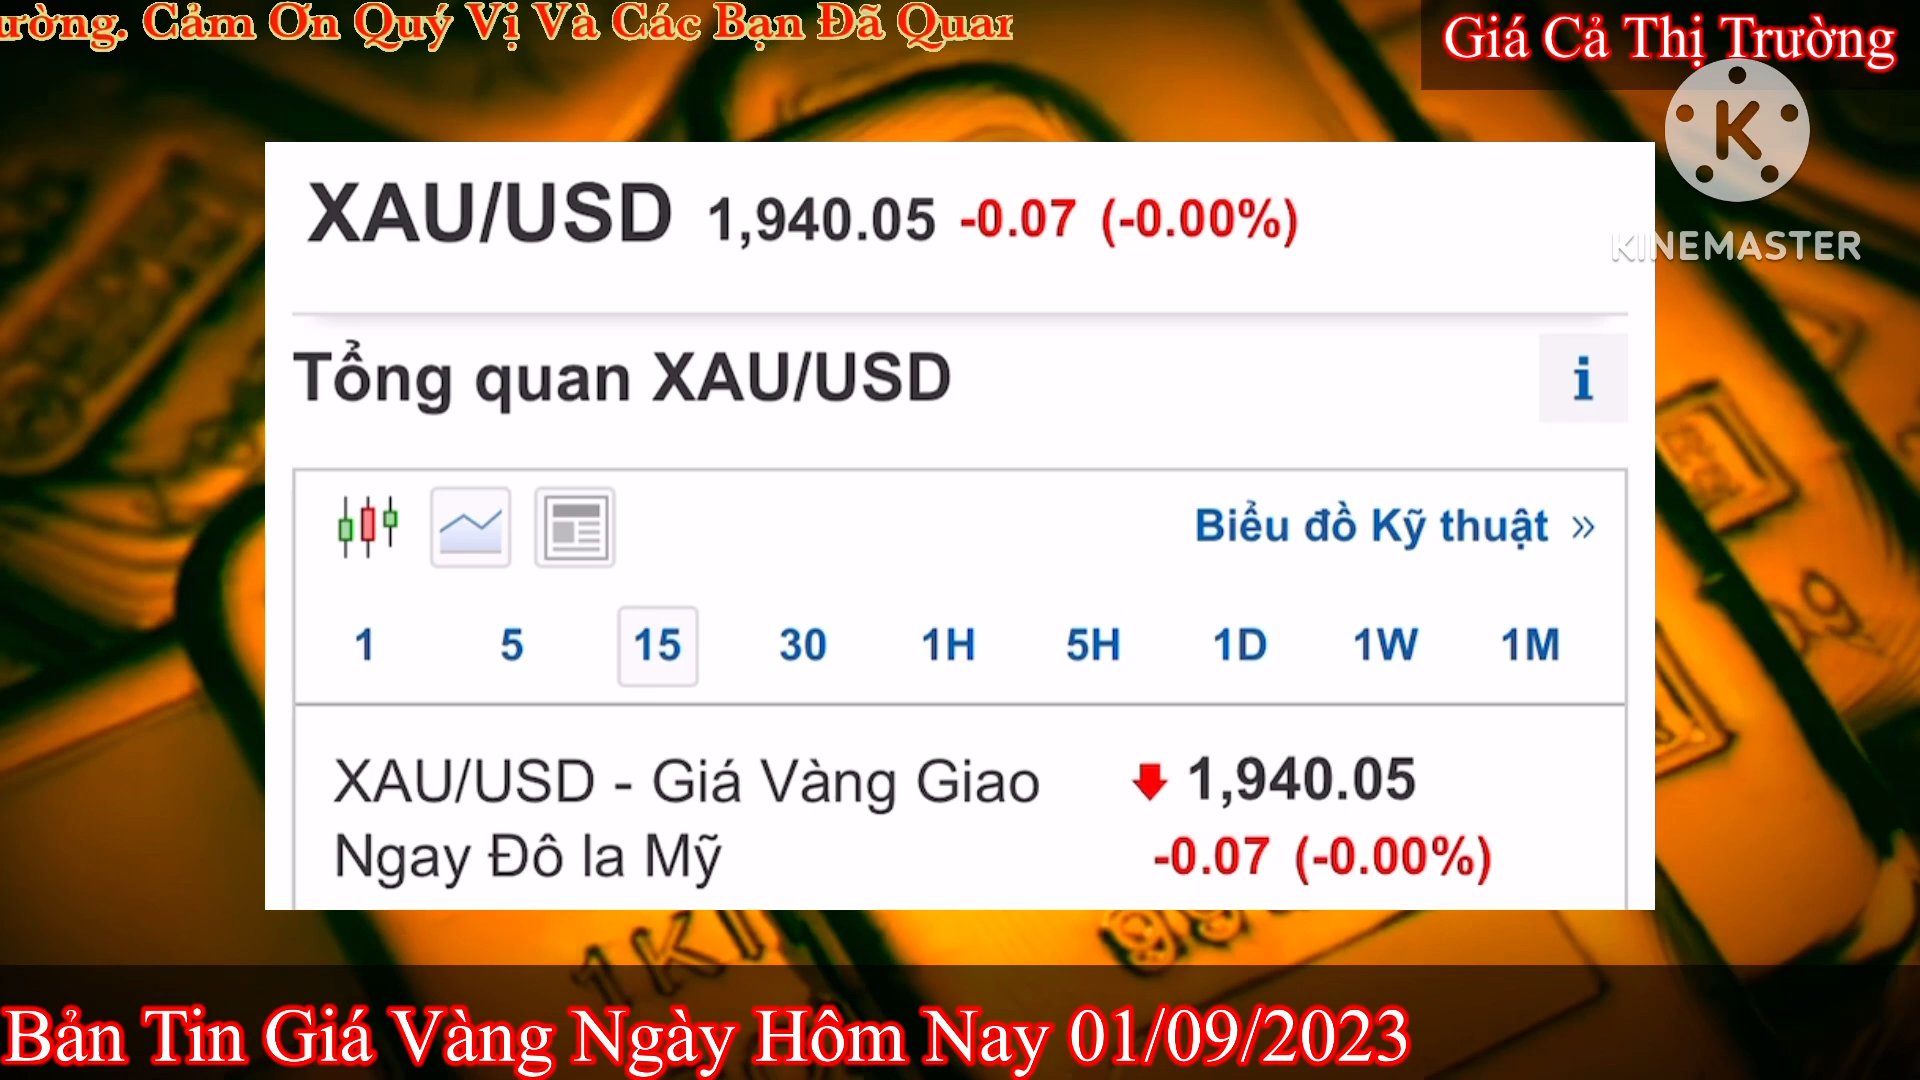 ường. Cảm Ơn Quý Vị Và Các Bạn Đã Quan
Giá Cả Thị Trường
K
KINEMASTER
XAU/USD 1,940.05 -0.07 (-0.00%)
Tổng quan XAU/USD
i
Biểu đồ Kỹ thuật »
1 5 15 30 1H 5H 1D 1W 1M
XAU/USD - Giá Vàng Giao 1,940.05
Ngay Đô la Mỹ -0.07 (-0.00%)
1KI
Bản Tin Giá Vàng Ngày Hôm Nay 01/09/2023